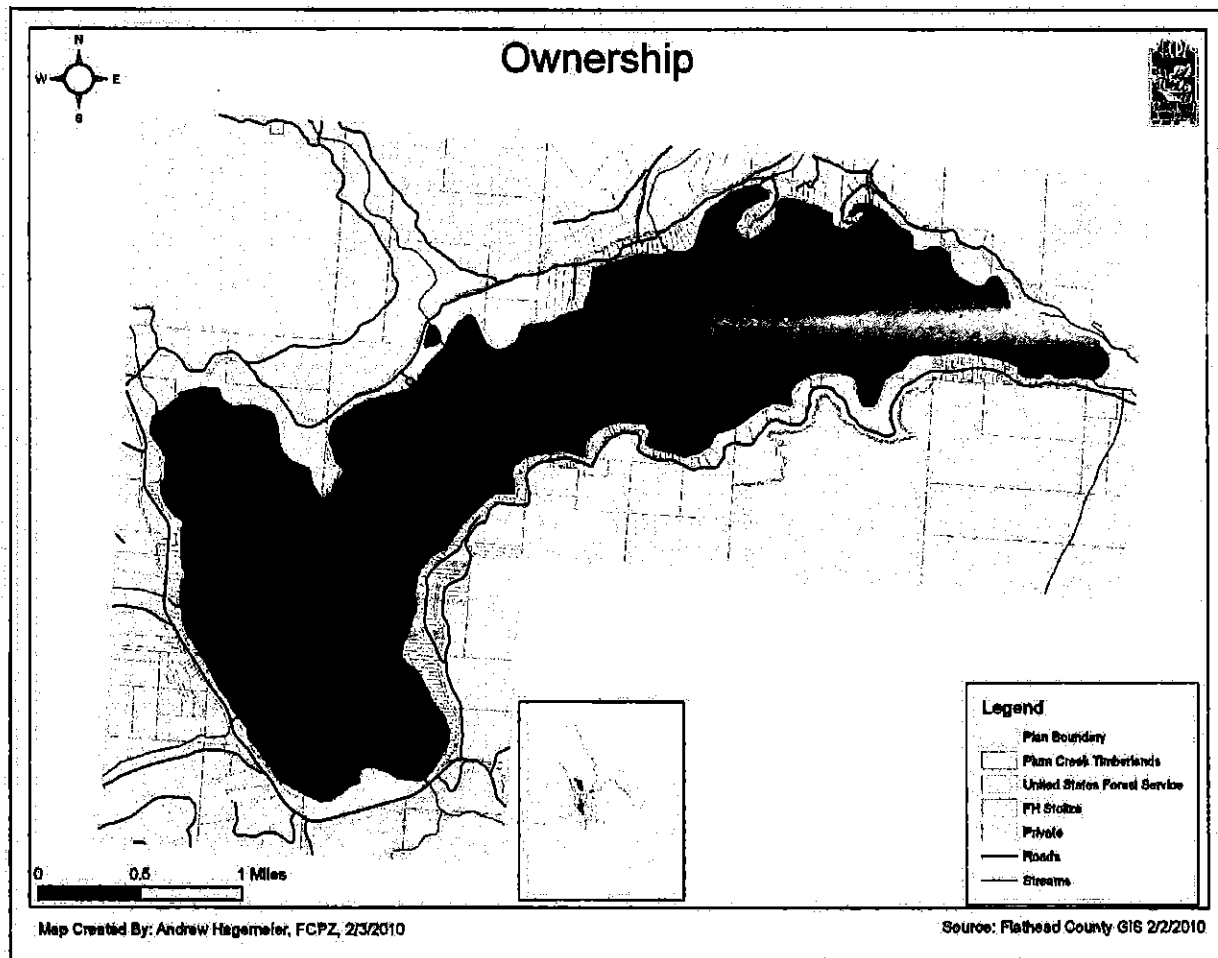 Ownership
N
W E
S
Legend
Plan Boundary
Plum Creek Timberlands
United States Forest Service
FH Stoltze
Private
Roads
Streams
0 0.5 1 Miles
Map Created By: Andrew Hagemeier, FCPZ, 2/3/2010
Source: Flathead County GIS 2/2/2010